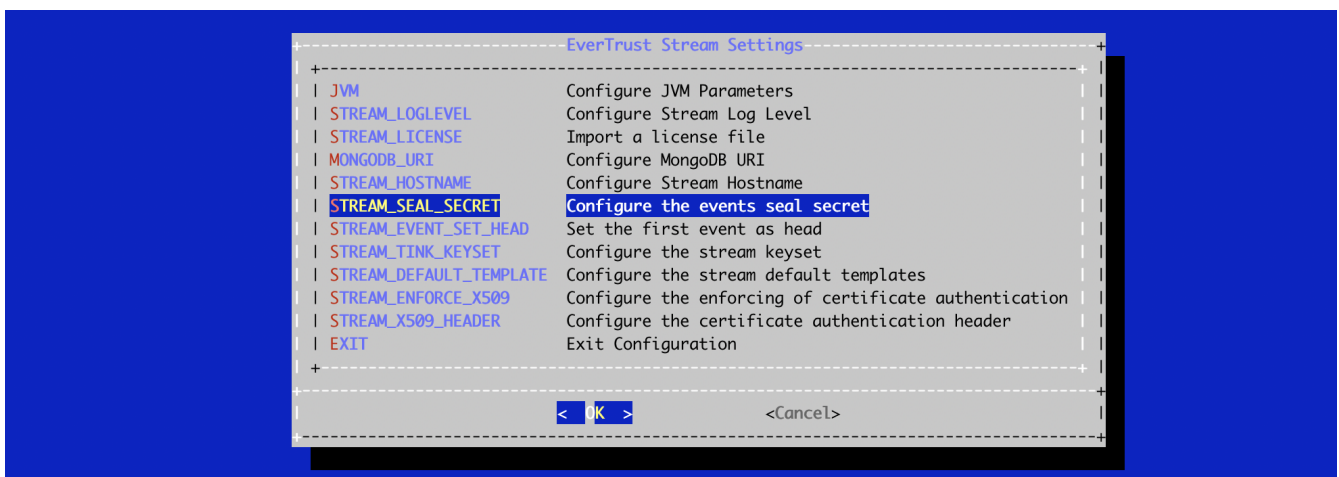 EverTrust Stream Settings
JVM Configure JVM Parameters
STREAM_LOGLEVEL Configure Stream Log Level
STREAM_LICENSE Import a license file
MONGODB_URI Configure MongoDB URI
STREAM_HOSTNAME Configure Stream Hostname
STREAM_SEAL_SECRET Configure the events seal secret
STREAM_EVENT_SET_HEAD Set the first event as head
STREAM_TINK_KEYSET Configure the stream keyset
STREAM_DEFAULT_TEMPLATE Configure the stream default templates
STREAM_ENFORCE_X509 Configure the enforcing of certificate authentication
STREAM_X509_HEADER Configure the certificate authentication header
EXIT Exit Configuration
< OK > <Cancel>